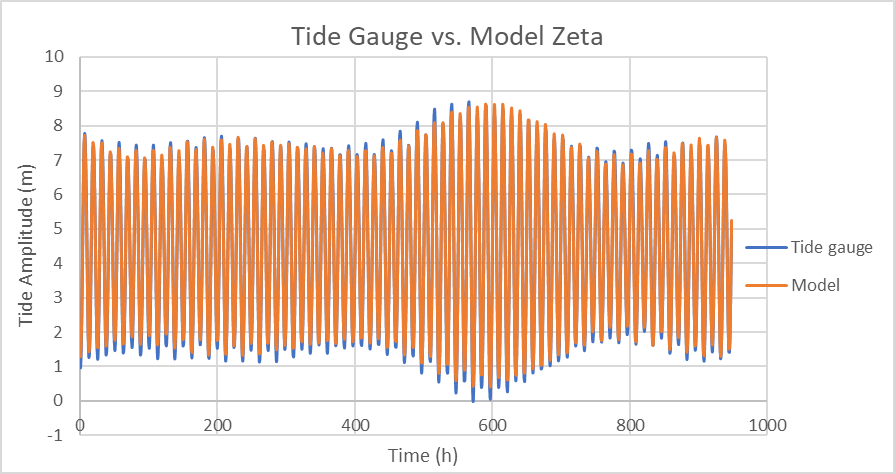 Tide Gauge vs. Model Zeta
10
9
8
7
6
5
4
3
2
1
0
-1
Tide Amplitude (m)
0 200 400 600 800 1000
Time (h)
Tide gauge
Model